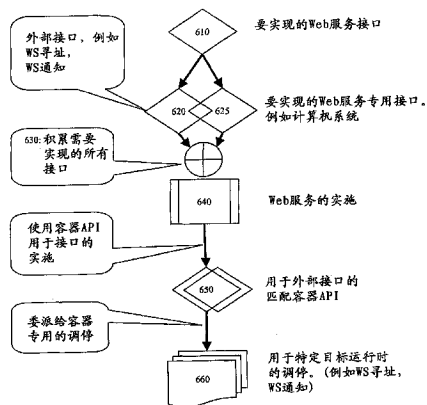 610
要实现的Web服务接口
外部接口, 例如
WS寻址,
WS通知
620
625
要实现的Web服务专用接口。
例如计算机系统
630:积累需要
实现的所有
接口
640
Web服务的实施
使用容器API
用于接口的
实施
650
用于外部接口的
匹配容器API
委派给容器
专用的调停
660
用于特定目标运行时
的调停。(例如WS寻址,
WS通知)